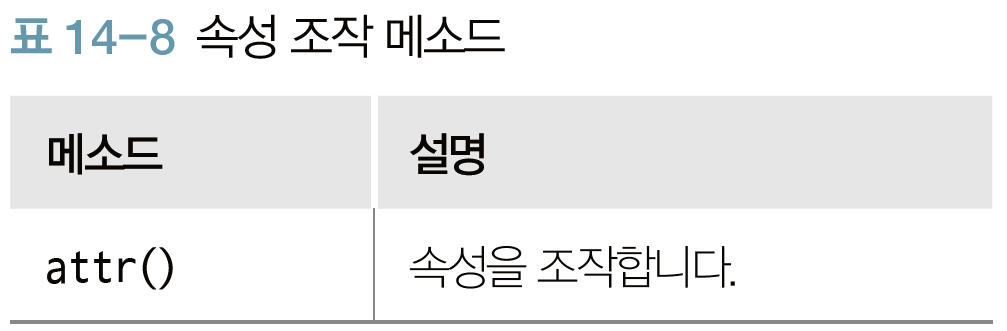 표 14-8 속성 조작 메소드
메소드 설명
attr() 속성을 조작합니다.